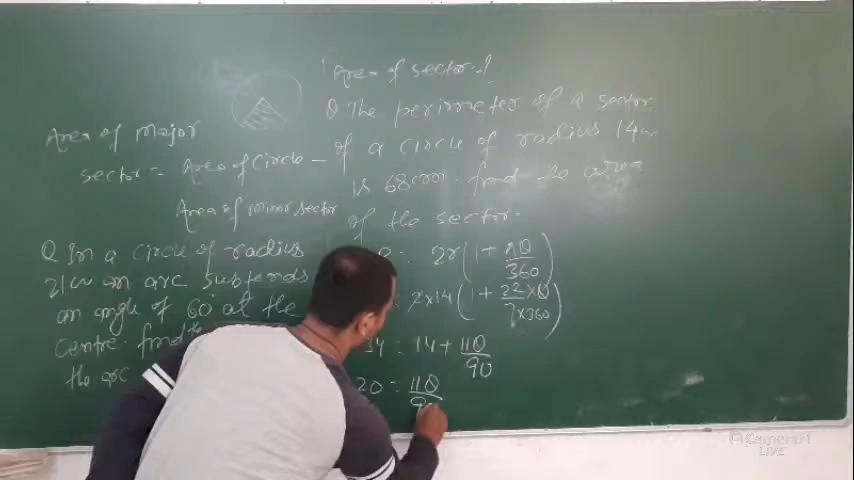 Area of sector:-
Q The perimeter of a sector
of a circle of radius 14cm
is 68cm. find the area
of the sector.
Area of major
sector = Area of Circle -
Area of minor sector
Q In a circle of radius
21cm an arc subtends
an angle of 60° at the
Centre. find the
the arc
2r(1 + πθ/360)
2×14(1 + 22×θ/7×360)
34 = 14 + 11θ/90
20 = 11θ/90
CameraFi
LIVE